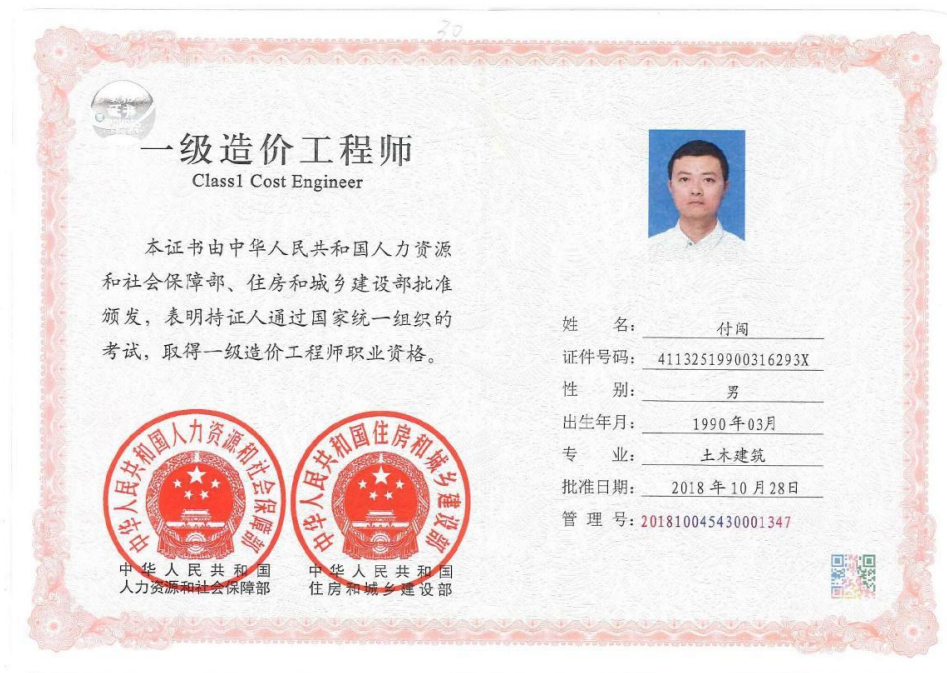 20
一级造价工程师
Class1 Cost Engineer
本证书由中华人民共和国人力资源
和社会保障部、住房和城乡建设部批准
颁发，表明持证人通过国家统一组织的
考试，取得一级造价工程师职业资格。
中华人民共和国人力资源和社会保障部
中华人民共和国住房和城乡建设部
中华人民共和国
人力资源和社会保障部
中华人民共和国
住房和城乡建设部
姓 名：付闯
证件号码：41132519900316293X
性 别：男
出生年月：1990年03月
专 业：土木建筑
批准日期：2018年10月28日
管 理 号：201810045430001347